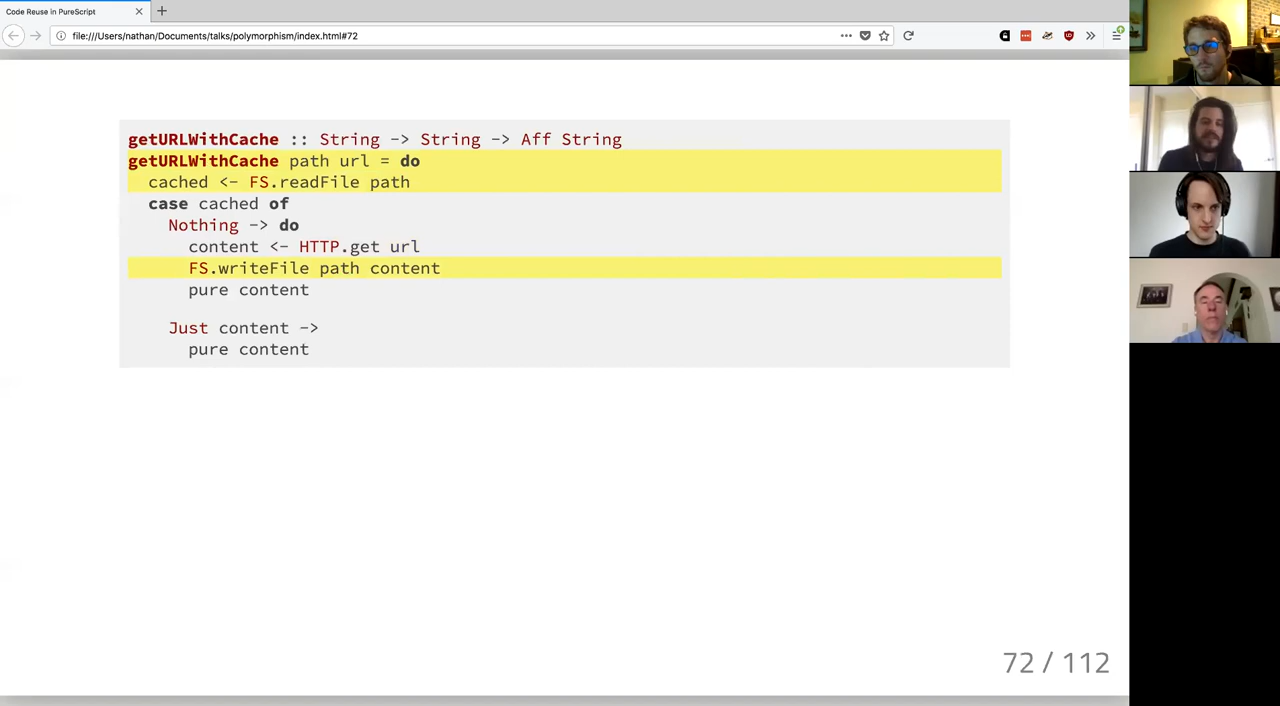 Code Reuse in PureScript
file:///Users/nathan/Documents/talks/polymorphism/index.html#72
getURLWithCache :: String -> String -> Aff String
getURLWithCache path url = do
  cached <- FS.readFile path
  case cached of
    Nothing -> do
      content <- HTTP.get url
      FS.writeFile path content
      pure content
    Just content ->
      pure content
72 / 112